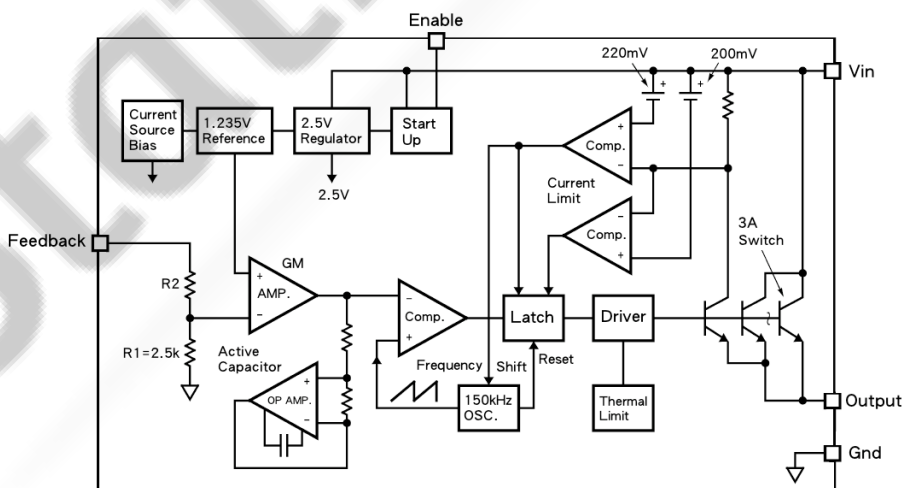 Enable
220mV
200mV
Vin
Current
Source
Bias
1.235V
Reference
2.5V
Regulator
Start
Up
+
Comp.
−
2.5V
Current
Limit
−
Comp.
+
3A
Switch
Feedback
R2
GM
+
AMP.
−
−
Comp.
+
Latch
Driver
R1=2.5k
Active
Capacitor
+
OP AMP.
−
Frequency Shift
Reset
150kHz
OSC.
Thermal
Limit
Output
Gnd